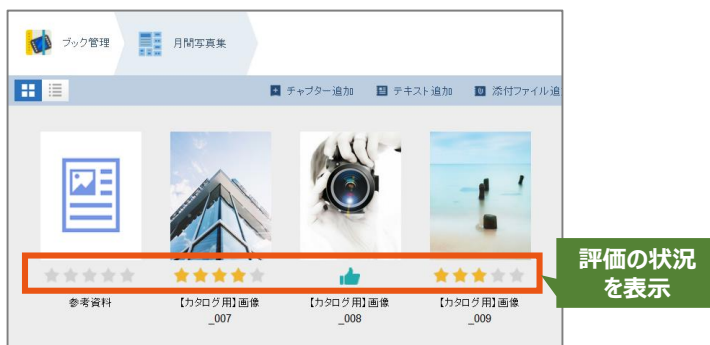 ブック管理
月間写真集
チャプター追加
テキスト追加
添付ファイル追
参考資料
【カタログ用】画像
_007
【カタログ用】画像
_008
【カタログ用】画像
_009
評価の状況
を表示